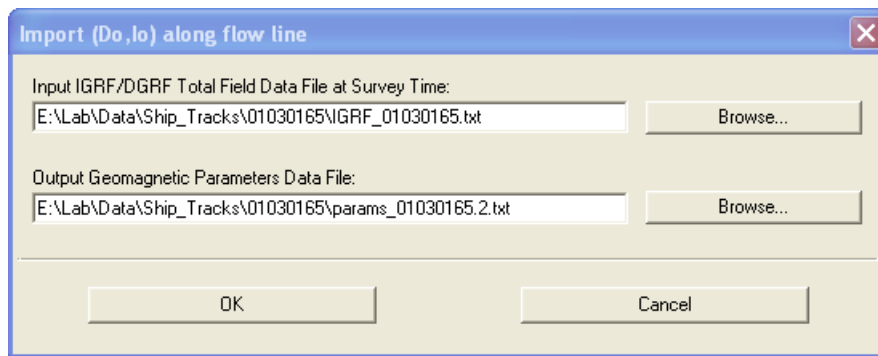 Import (Do,Io) along flow line
Input IGRF/DGRF Total Field Data File at Survey Time:
E:\Lab\Data\Ship_Tracks\01030165\IGRF_01030165.txt
Browse...
Output Geomagnetic Parameters Data File:
E:\Lab\Data\Ship_Tracks\01030165\params_01030165.2.txt
Browse...
OK
Cancel